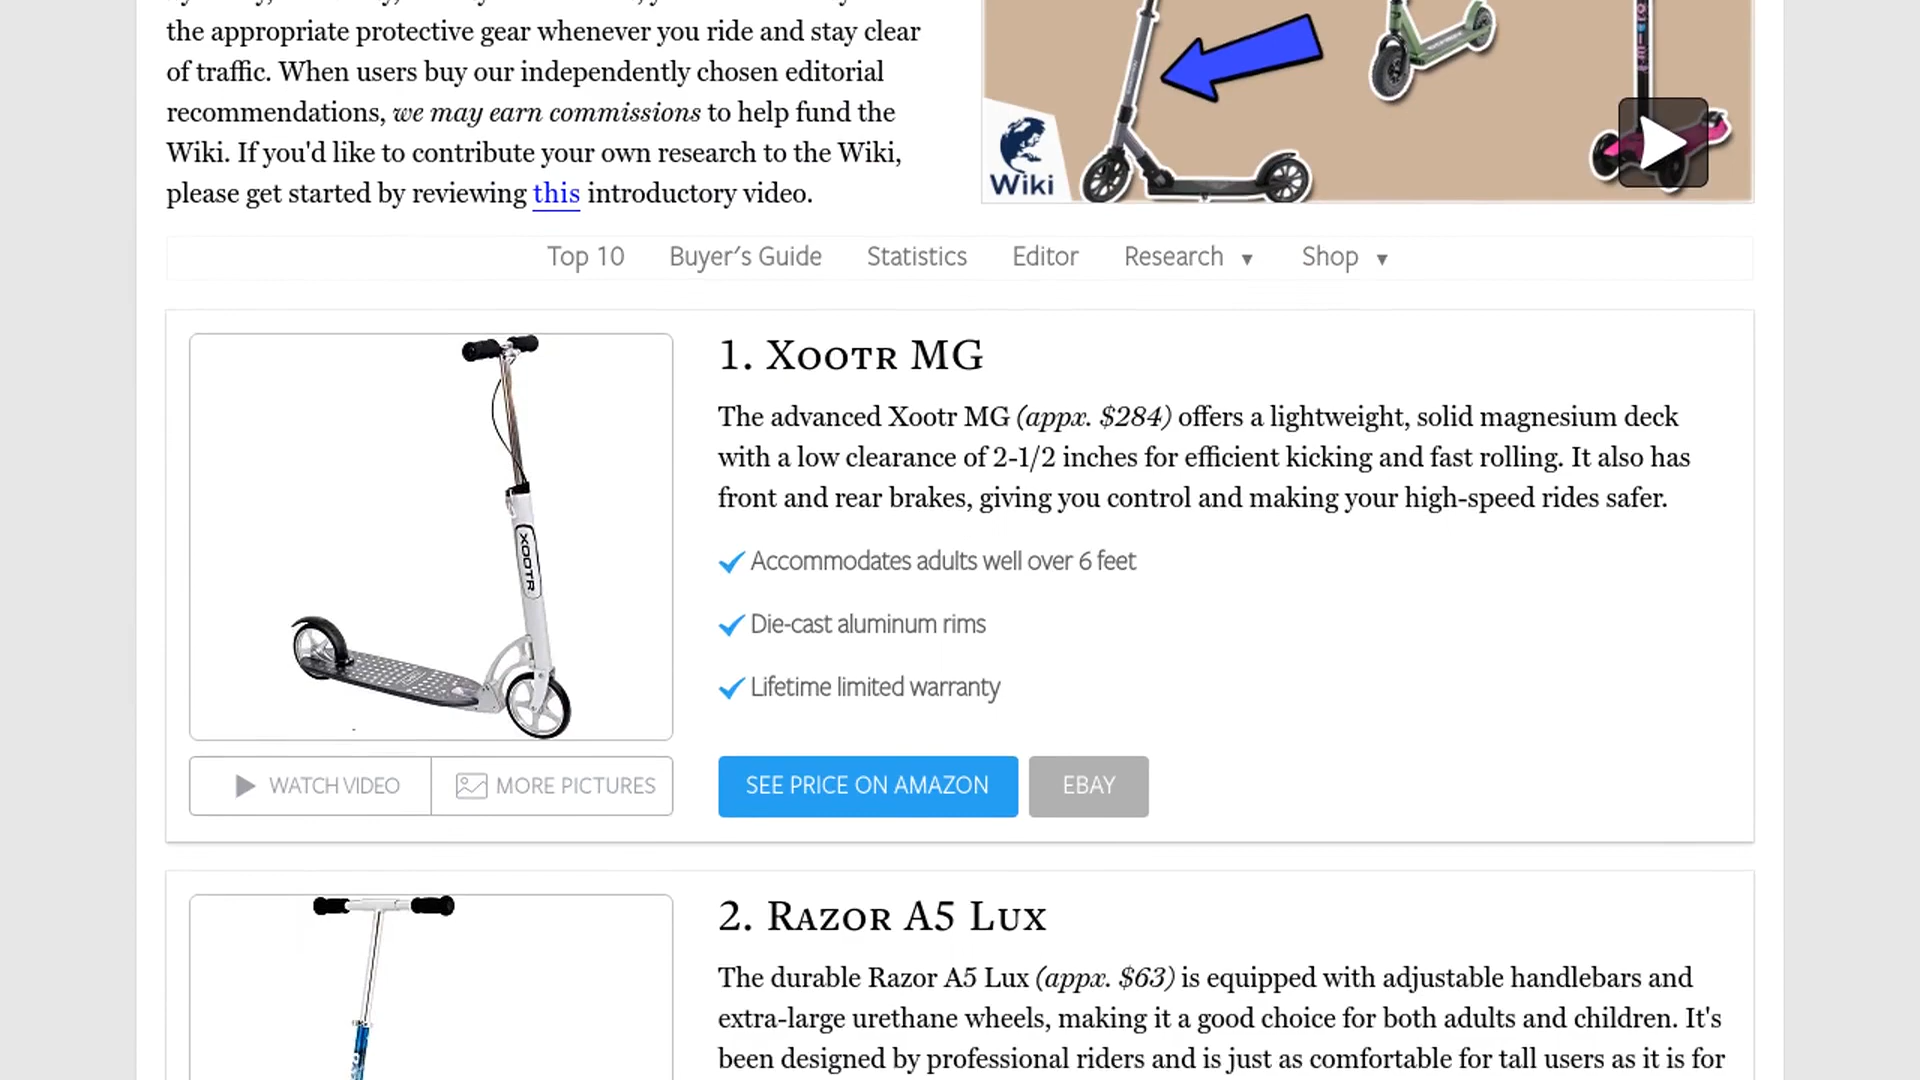 the appropriate protective gear whenever you ride and stay clear
of traffic. When users buy our independently chosen editorial
recommendations, we may earn commissions to help fund the
Wiki. If you'd like to contribute your own research to the Wiki,
please get started by reviewing this introductory video.
Wiki
Top 10 Buyer's Guide Statistics Editor Research ▼ Shop ▼
1. Xootr MG
The advanced Xootr MG (appx. $284) offers a lightweight, solid magnesium deck
with a low clearance of 2-1/2 inches for efficient kicking and fast rolling. It also has
front and rear brakes, giving you control and making your high-speed rides safer.
XOOTR
Accommodates adults well over 6 feet
Die-cast aluminum rims
Lifetime limited warranty
WATCH VIDEO MORE PICTURES
SEE PRICE ON AMAZON EBAY
2. Razor A5 Lux
The durable Razor A5 Lux (appx. $63) is equipped with adjustable handlebars and
extra-large urethane wheels, making it a good choice for both adults and children. It's
been designed by professional riders and is just as comfortable for tall users as it is for